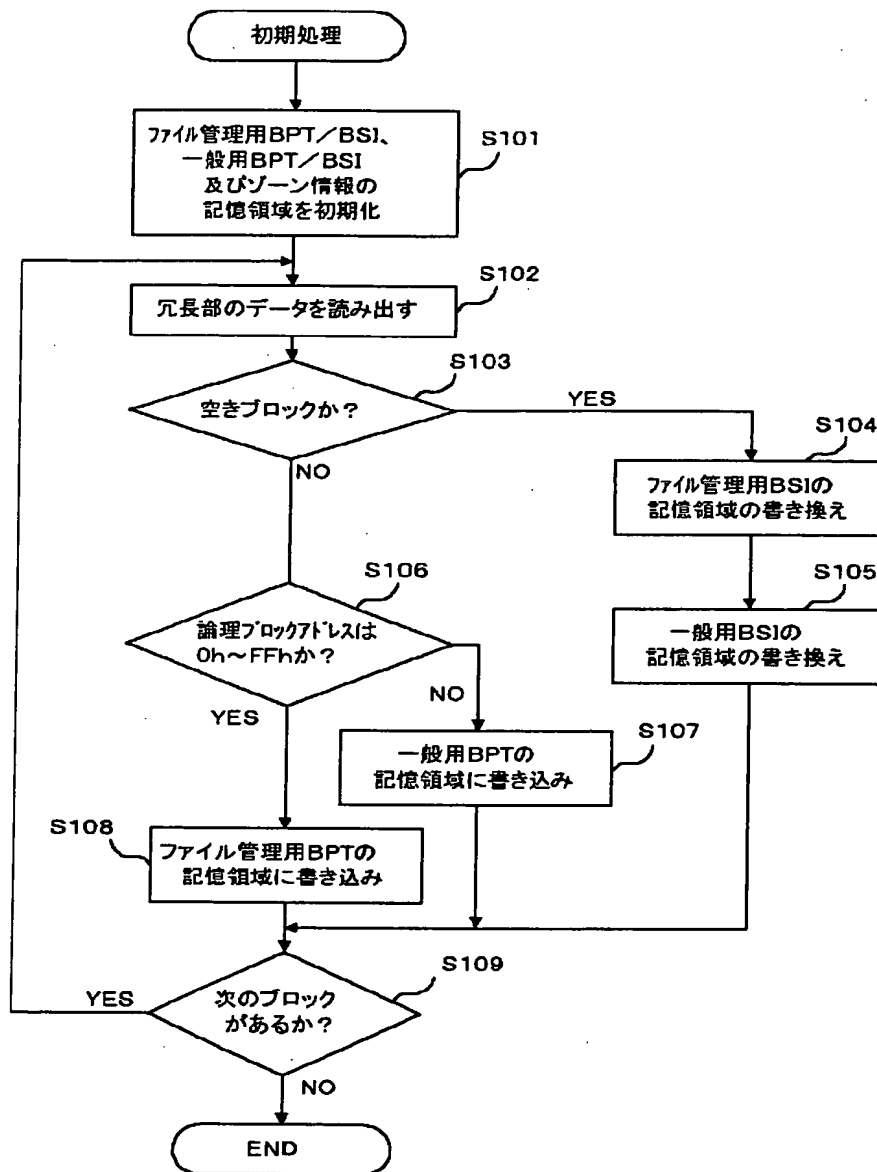 初期処理
ファイル管理用BPT/BSI、
一般用BPT/BSI
及びゾーン情報の
記憶領域を初期化
S101
S102
冗長部のデータを読み出す
S103
空きブロックか?
YES
NO
S104
ファイル管理用BSIの
記憶領域の書き換え
S105
一般用BSIの
記憶領域の書き換え
S106
論理ブロックアドレスは
0h~FFhか?
NO
YES
S107
一般用BPTの
記憶領域に書き込み
S108
ファイル管理用BPTの
記憶領域に書き込み
S109
次のブロック
があるか?
YES
NO
END